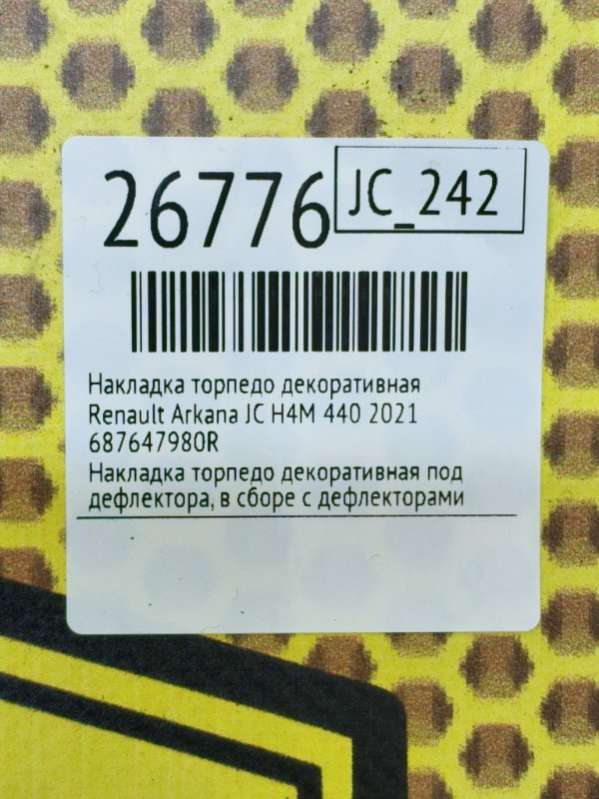 26776
JC_242
Накладка торпедо декоративная
Renault Arkana JC H4M 440 2021
687647980R
Накладка торпедо декоративная под
дефлектора, в сборе с дефлекторами